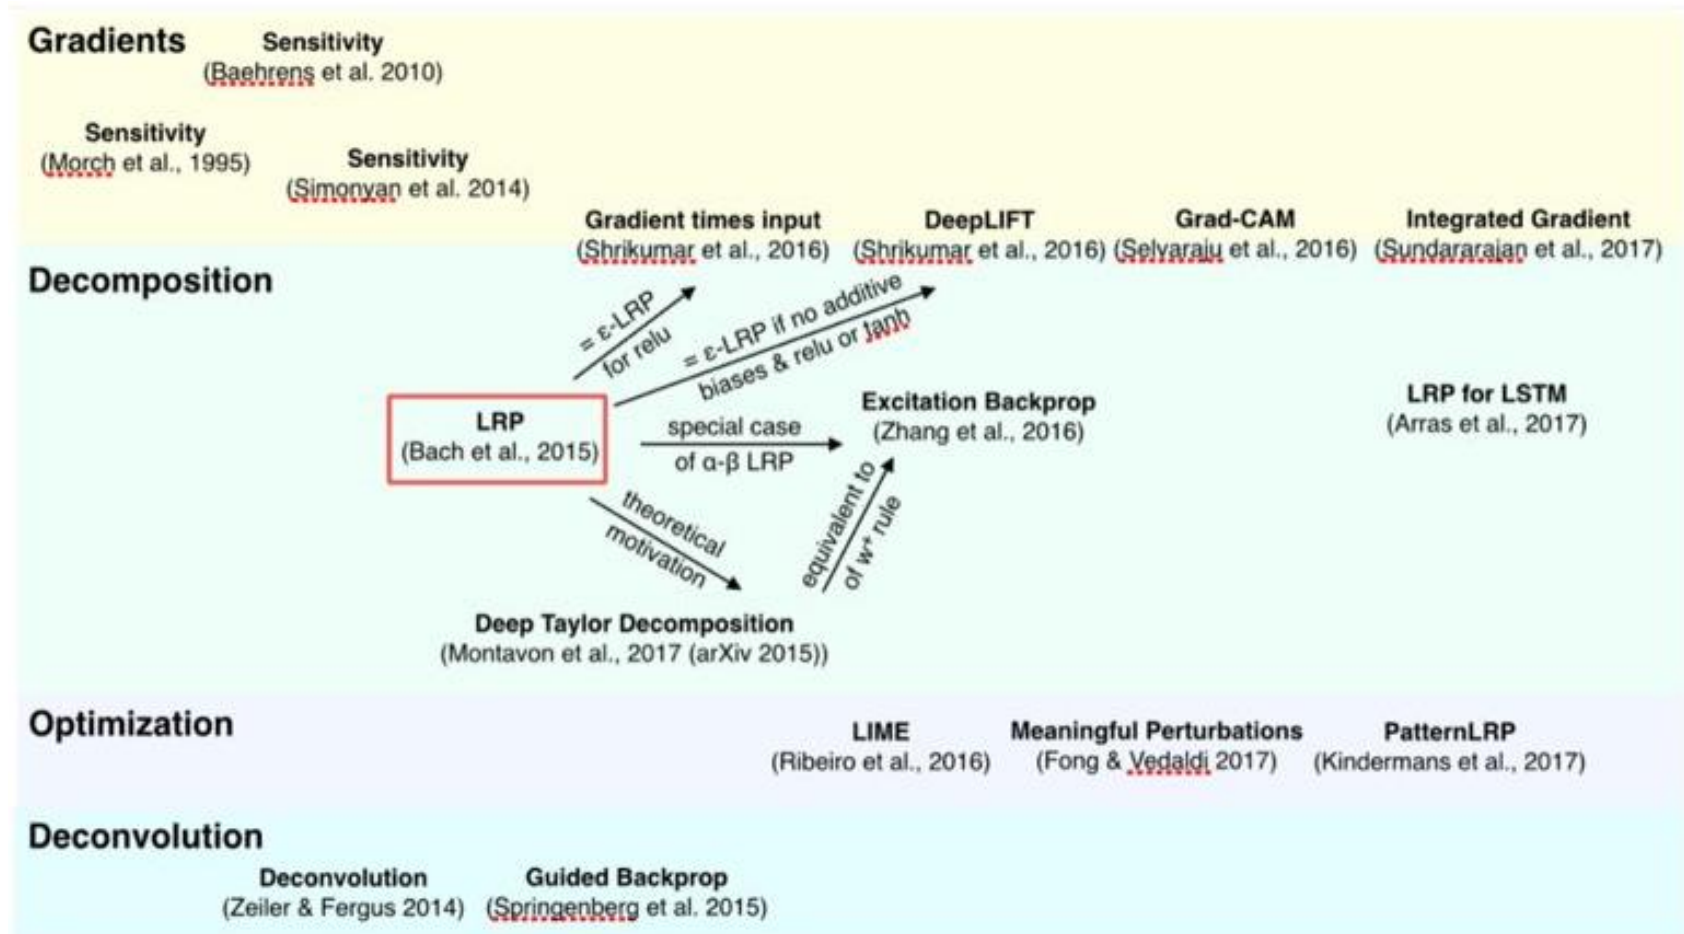 Gradients
Sensitivity
(Baehrens et al. 2010)
Sensitivity
(Morch et al., 1995)
Sensitivity
(Simonyan et al. 2014)
Gradient times input
(Shrikumar et al., 2016)
DeepLIFT
(Shrikumar et al., 2016)
Grad-CAM
(Selvaraju et al., 2016)
Integrated Gradient
(Sundararajan et al., 2017)
Decomposition
= ε-LRP
for relu
= ε-LRP if no additive
biases & relu or tanh
LRP
(Bach et al., 2015)
special case
of α-β LRP
Excitation Backprop
(Zhang et al., 2016)
LRP for LSTM
(Arras et al., 2017)
theoretical
motivation
equivalent to
of w⁺ rule
Deep Taylor Decomposition
(Montavon et al., 2017 (arXiv 2015))
Optimization
LIME
(Ribeiro et al., 2016)
Meaningful Perturbations
(Fong & Vedaldi 2017)
PatternLRP
(Kindermans et al., 2017)
Deconvolution
Deconvolution
(Zeiler & Fergus 2014)
Guided Backprop
(Springenberg et al. 2015)